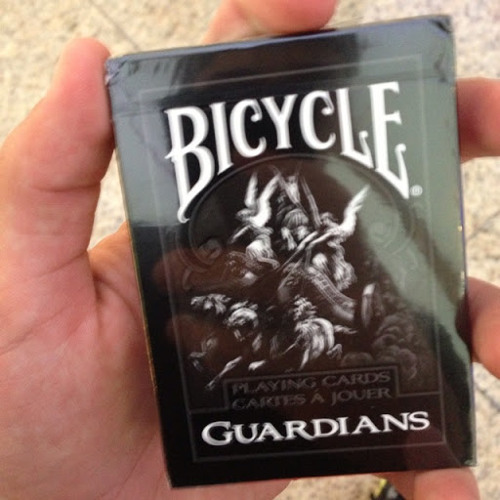 BICYCLE®
PLAYING CARDS
CARTES À JOUER
GUARDIANS